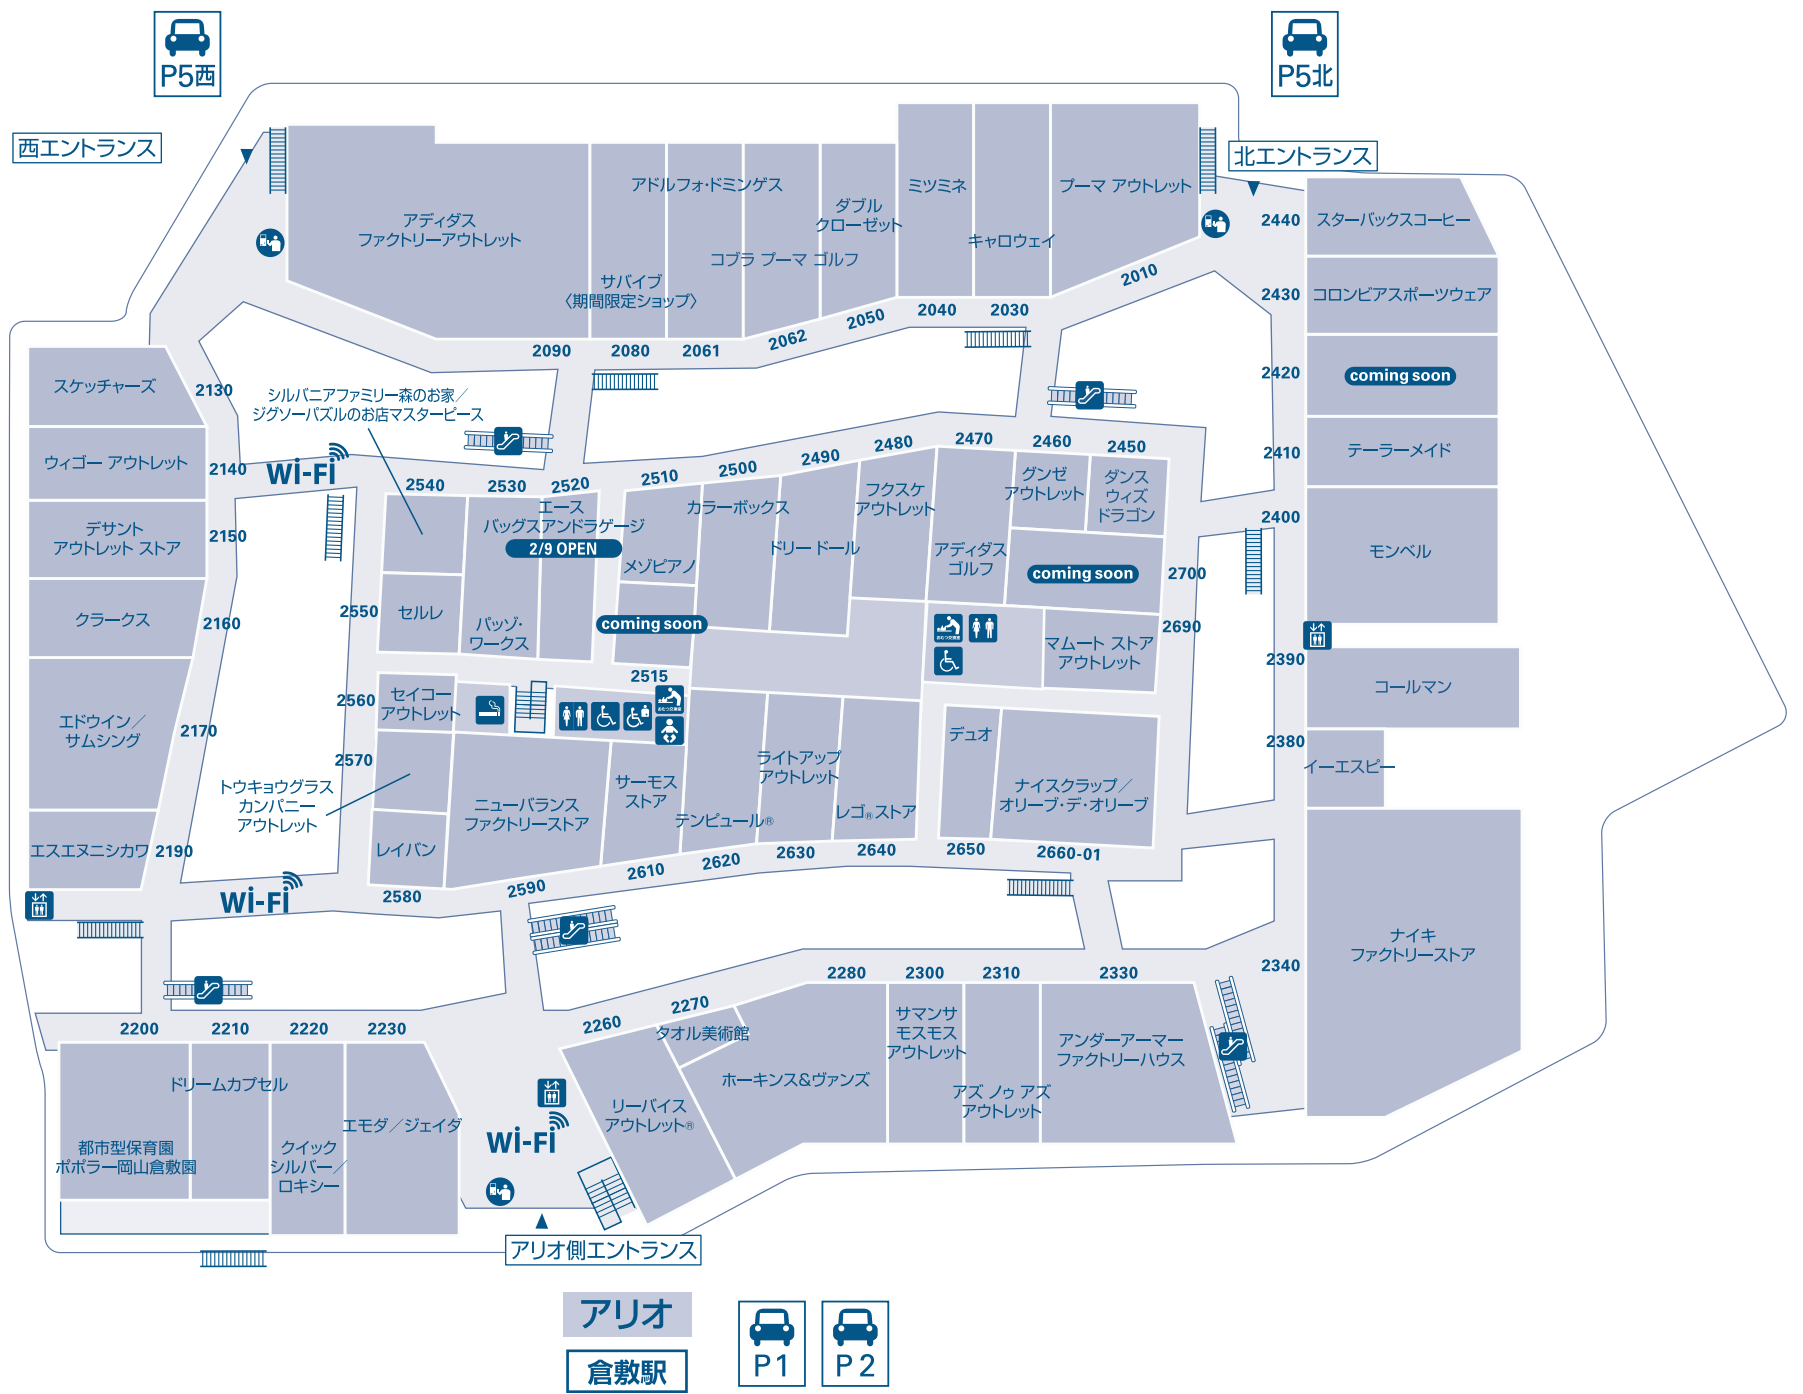 P5西
P5北
西エントランス
北エントランス
アディダス
ファクトリーアウトレット
サバイブ
〈期間限定ショップ〉
アドルフォ・ドミンゲス
コブラ プーマ ゴルフ
ダブル
クローゼット
ミツミネ
キャロウェイ
プーマ アウトレット
2090
2080
2061
2062
2050
2040
2030
2010
2440
スターバックスコーヒー
2430
コロンビアスポーツウェア
2420
coming soon
2410
テーラーメイド
2400
モンベル
2390
コールマン
2380
イーエスピー
2340
ナイキ
ファクトリーストア
スケッチャーズ
2130
ウィゴー アウトレット
2140
デサント
アウトレット ストア
2150
クラークス
2160
エドウイン／
サムシング
2170
エスエヌニシカワ
2190
シルバニアファミリー森のお家／
ジグソーパズルのお店マスターピース
Wi-Fi
2540
2530
2520
2510
2500
2490
2480
2470
2460
2450
エース
バッグスアンドラゲージ
2/9 OPEN
カラーボックス
メゾピアノ
ドリードール
フクスケ
アウトレット
アディダス
ゴルフ
グンゼ
アウトレット
ダンス
ウィズ
ドラゴン
coming soon
2700
2550
セルレ
パッゾ・
ワークス
coming soon
2515
おむつ交換室
マムート ストア
アウトレット
2690
2560
セイコー
アウトレット
おむつ交換室
2570
トウキョウグラス
カンパニー
アウトレット
レイバン
ニューバランス
ファクトリーストア
サーモス
ストア
テンピュール®
ライトアップ
アウトレット
レゴ®ストア
デュオ
ナイスクラップ／
オリーブ・デ・オリーブ
Wi-Fi
2580
2590
2610
2620
2630
2640
2650
2660-01
2200
2210
2220
2230
ドリームカプセル
都市型保育園
ポポラー岡山倉敷園
クイック
シルバー／
ロキシー
エモダ／ジェイダ
2260
2270
2280
2300
2310
2330
タオル美術館
リーバイス
アウトレット®
ホーキンス&ヴァンズ
サマンサ
モスモス
アウトレット
アズ ノゥ アズ
アウトレット
アンダーアーマー
ファクトリーハウス
Wi-Fi
アリオ側エントランス
アリオ
倉敷駅
P1
P2